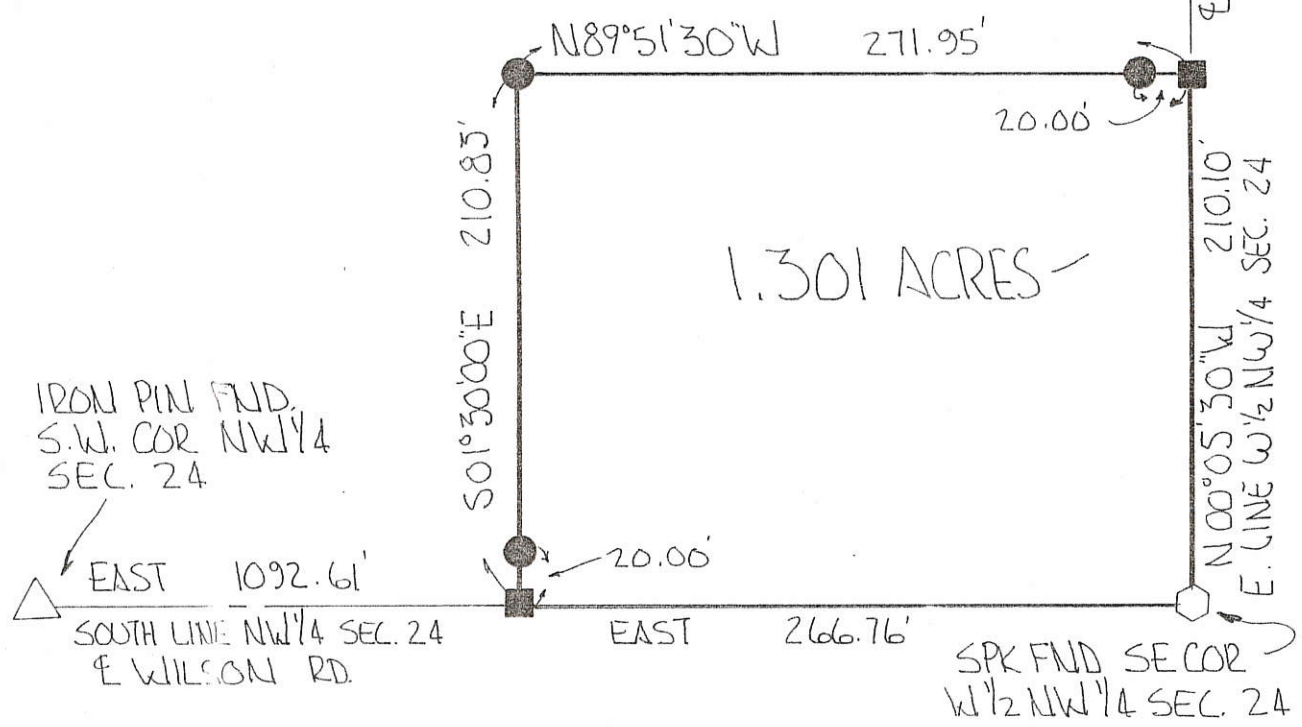 ℄
N89°51'30"W 271.95'
20.00'
S01°30'00"E 210.83'
1.301 ACRES
N00°05'30"W 210.10'
E. LINE W½ NW¼ SEC. 24
IRON PIN FND.
S.W. COR NW¼
SEC. 24
EAST 1092.61'
SOUTH LINE NW¼ SEC. 24
℄ WILSON RD.
20.00'
EAST 266.76'
SPK FND SE COR
W½ NW¼ SEC. 24